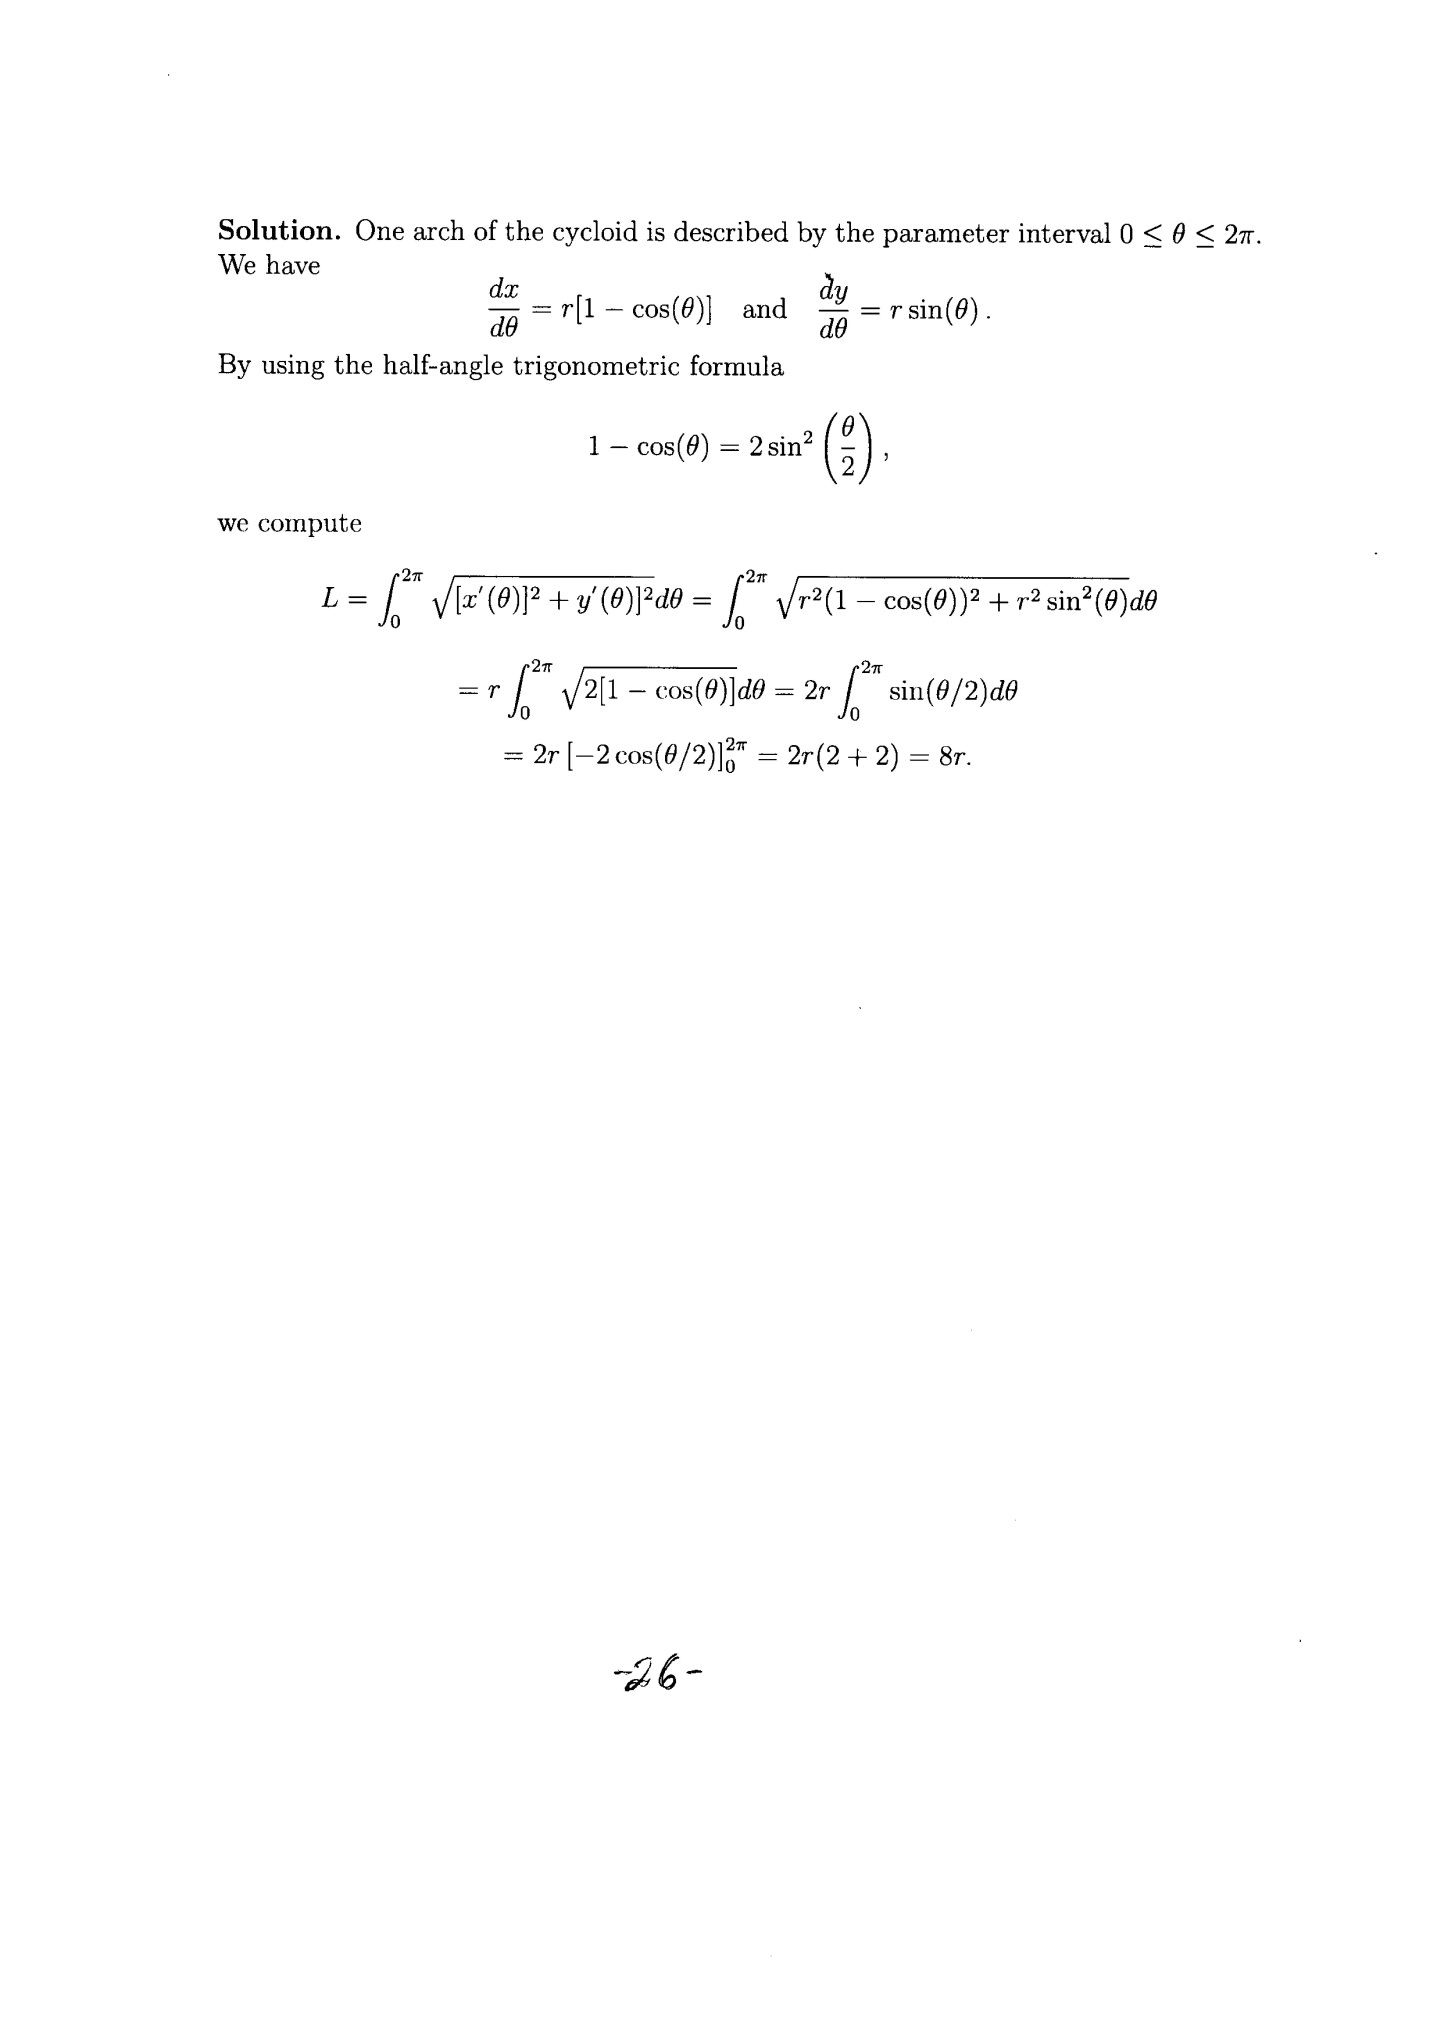 Solution. One arch of the cycloid is described by the parameter interval 0 ≤ θ ≤ 2π.
We have
dx/dθ = r[1 − cos(θ)] and dy/dθ = r sin(θ) .
By using the half-angle trigonometric formula
1 − cos(θ) = 2 sin² (θ/2) ,
we compute
L = ∫₀^{2π} √([x′(θ)]² + y′(θ)]²) dθ = ∫₀^{2π} √(r²(1 − cos(θ))² + r² sin²(θ)) dθ
= r ∫₀^{2π} √(2[1 − cos(θ)]) dθ = 2r ∫₀^{2π} sin(θ/2)dθ
= 2r [−2 cos(θ/2)]₀^{2π} = 2r(2 + 2) = 8r.
-26-